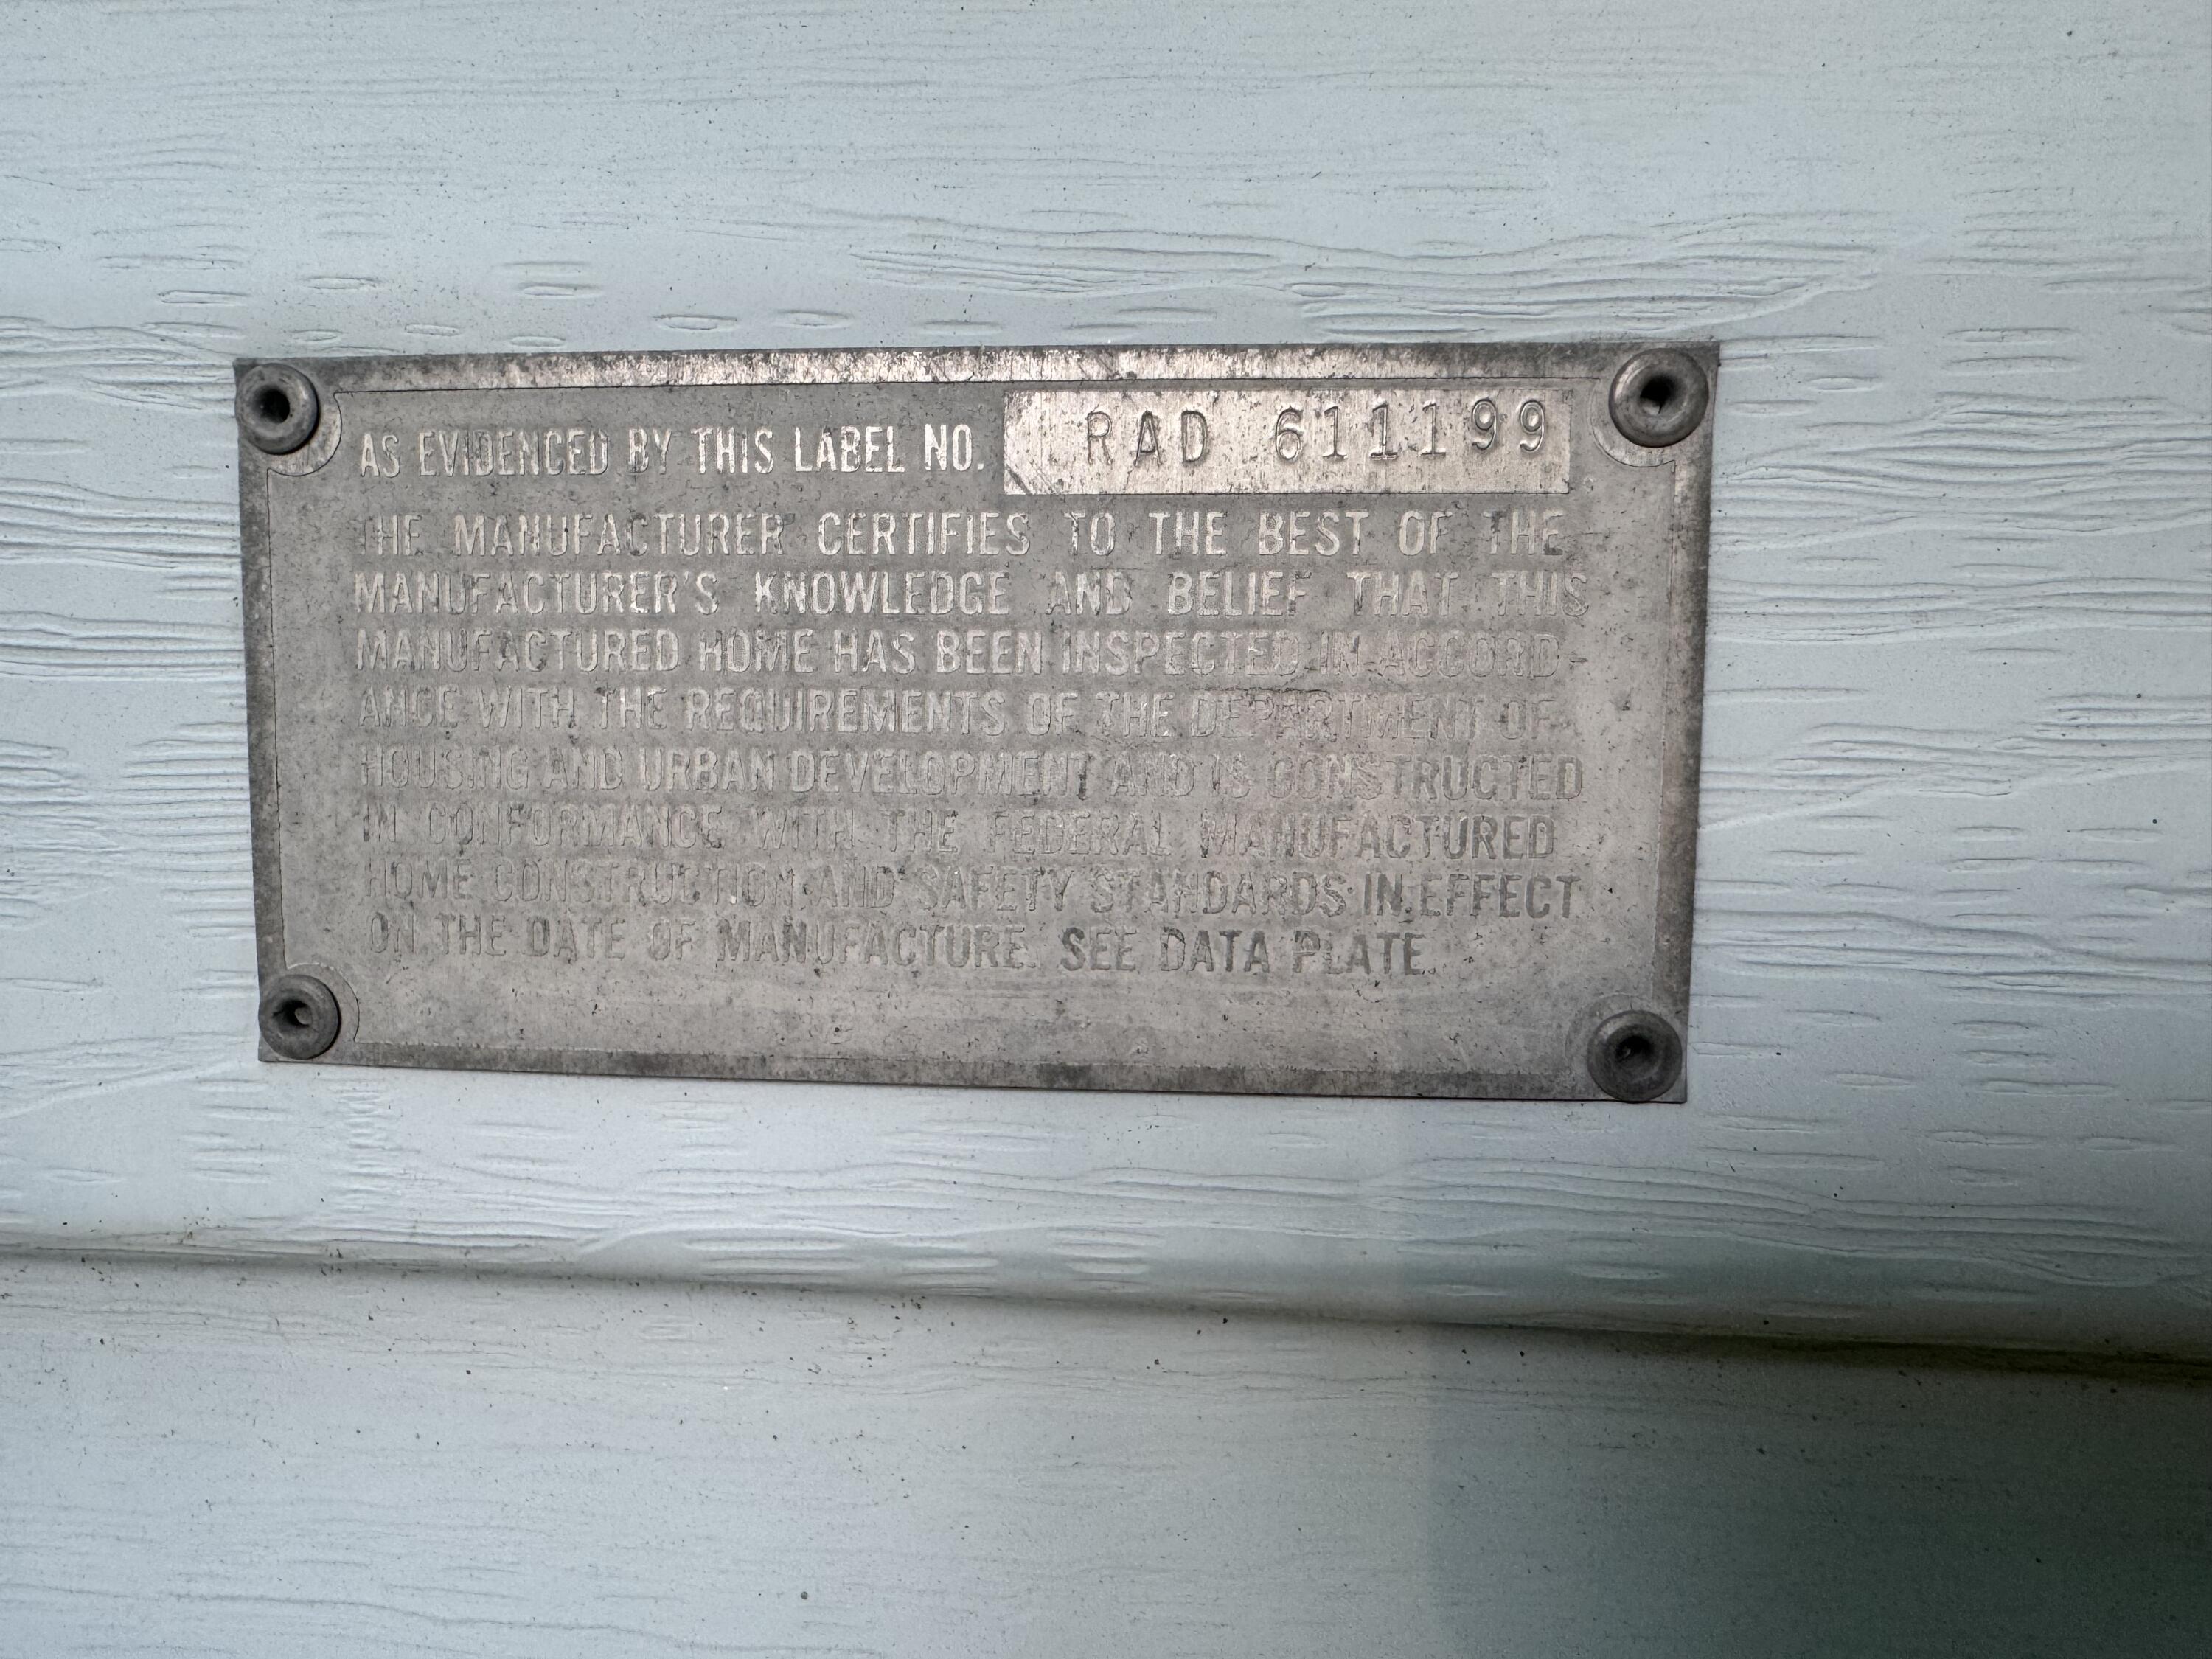 AS EVIDENCED BY THIS LABEL NO. RAD 611199
THE MANUFACTURER CERTIFIES TO THE BEST OF THE
MANUFACTURER'S KNOWLEDGE AND BELIEF THAT THIS
MANUFACTURED HOME HAS BEEN INSPECTED IN ACCORD-
ANCE WITH THE REQUIREMENTS OF THE DEPARTMENT OF
HOUSING AND URBAN DEVELOPMENT AND IS CONSTRUCTED
IN CONFORMANCE WITH THE FEDERAL MANUFACTURED
HOME CONSTRUCTION AND SAFETY STANDARDS IN EFFECT
ON THE DATE OF MANUFACTURE. SEE DATA PLATE.